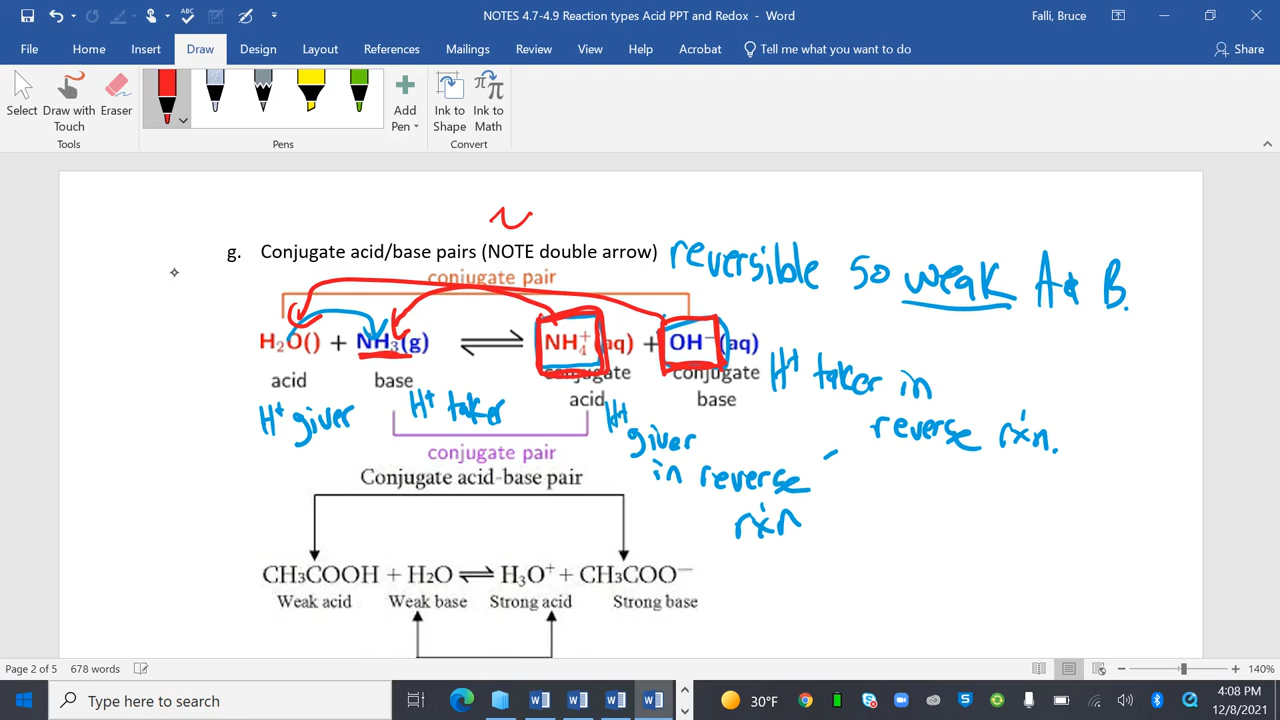 NOTES 4.7-4.9 Reaction types Acid PPT and Redox - Word
Falli, Bruce
File Home Insert Draw Design Layout References Mailings Review View Help Acrobat Tell me what you want to do Share
Select Draw with Touch Eraser
Add Pen
Ink to Shape
Ink to Math
Tools Pens Convert
g. Conjugate acid/base pairs (NOTE double arrow) reversible so weak A & B.
conjugate pair
H₂O() + NH₃(g) ⇌ NH₄⁺(aq) + OH⁻(aq)
acid base conjugate acid conjugate base
H⁺ giver H⁺ taker
H⁺ giver in reverse rxn
H⁺ taker in reverse rxn.
conjugate pair
Conjugate acid-base pair
CH₃COOH + H₂O ⇌ H₃O⁺ + CH₃COO⁻
Weak acid Weak base Strong acid Strong base
Page 2 of 5 678 words 140%
Type here to search 30°F 4:08 PM
12/8/2021